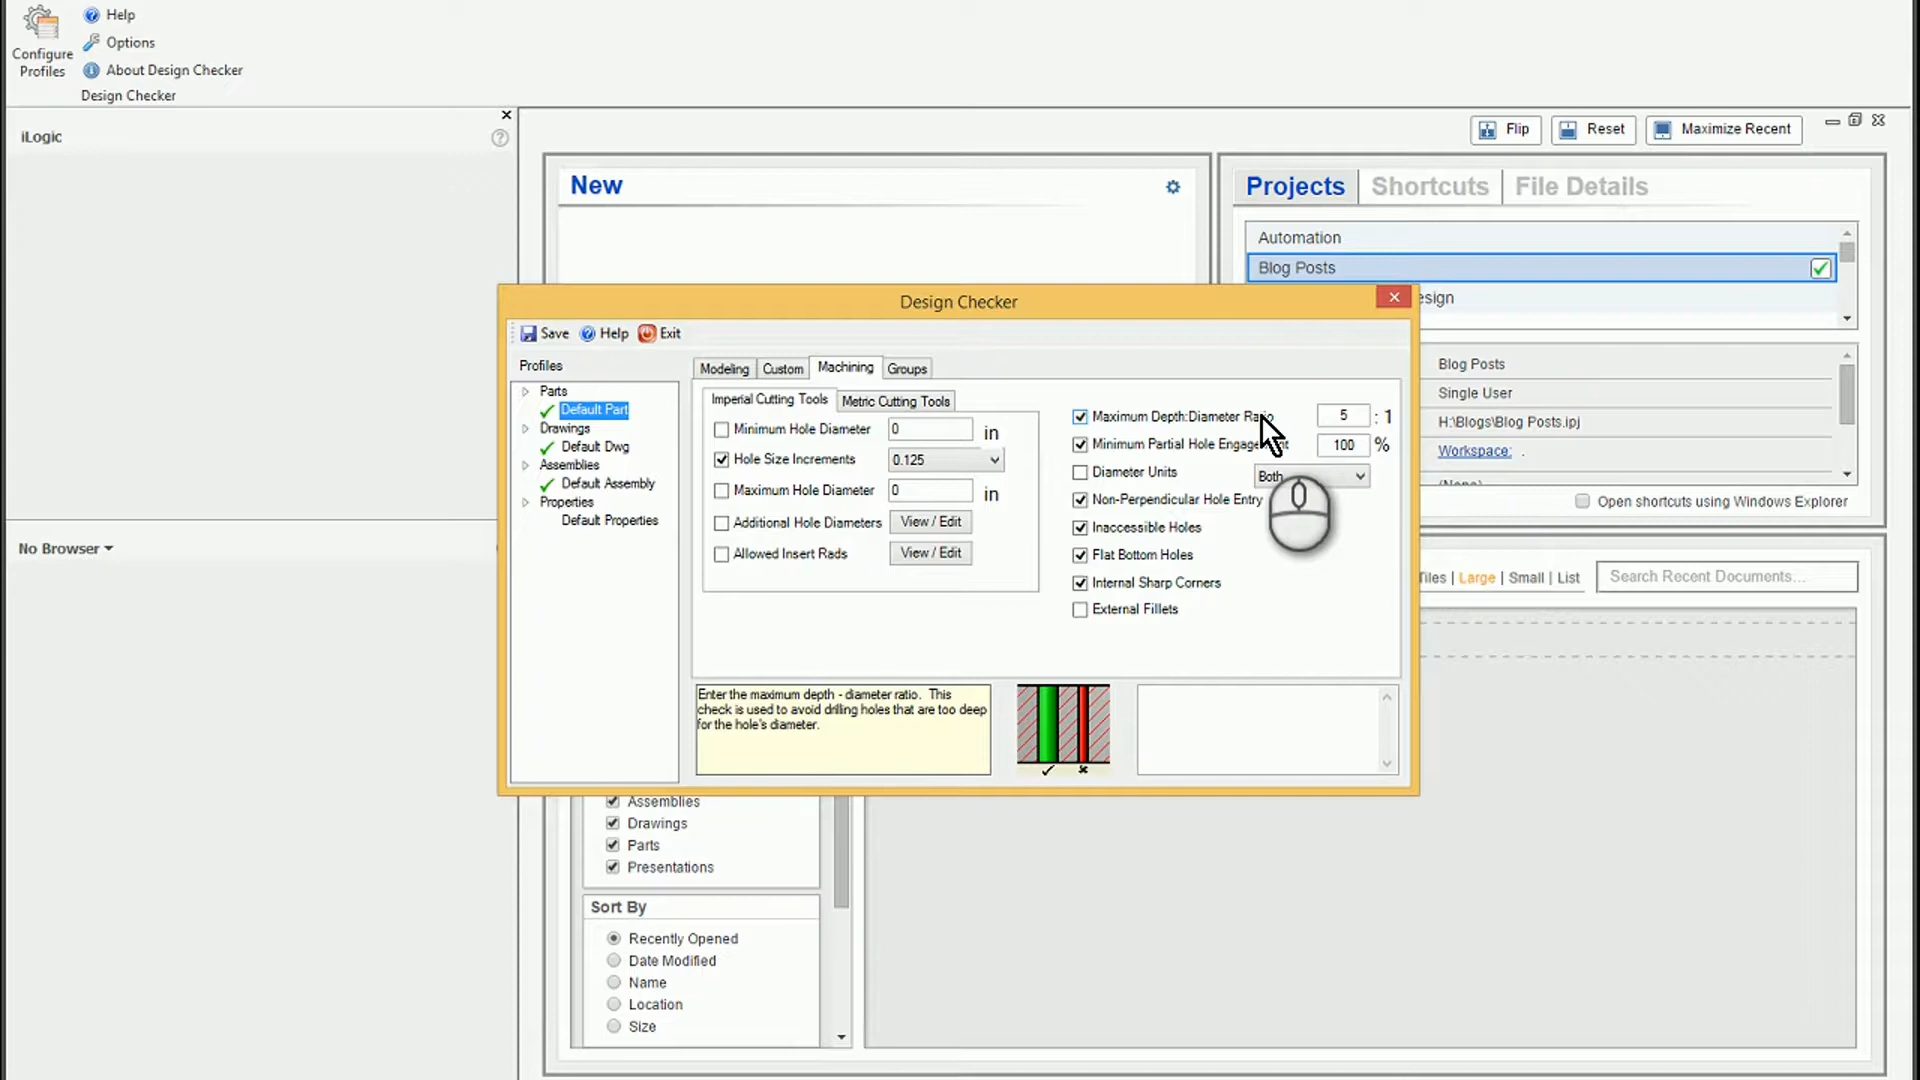 Configure
Profiles
Help
Options
About Design Checker
Design Checker
iLogic
No Browser
Flip
Reset
Maximize Recent
New
Projects
Shortcuts
File Details
Automation
Blog Posts
esign
Blog Posts
Single User
H:\Blogs\Blog Posts.ipj
Workspace: .
(None)
Open shortcuts using Windows Explorer
Design Checker
Save
Help
Exit
Profiles
Parts
Default Part
Drawings
Default Dwg
Assemblies
Default Assembly
Properties
Default Properties
Modeling
Custom
Machining
Groups
Imperial Cutting Tools
Metric Cutting Tools
Minimum Hole Diameter 0 in
Hole Size Increments 0.125
Maximum Hole Diameter 0 in
Additional Hole Diameters View / Edit
Allowed Insert Rads View / Edit
Maximum Depth:Diameter Ratio 5 : 1
Minimum Partial Hole 100 %
Diameter Units Both
Non-Perpendicular Hole Entry
Inaccessible Holes
Flat Bottom Holes
Internal Sharp Corners
External Fillets
Enter the maximum depth - diameter ratio. This
check is used to avoid drilling holes that are too deep
for the hole's diameter.
Tiles | Large | Small | List
Search Recent Documents...
Assemblies
Drawings
Parts
Presentations
Sort By
Recently Opened
Date Modified
Name
Location
Size